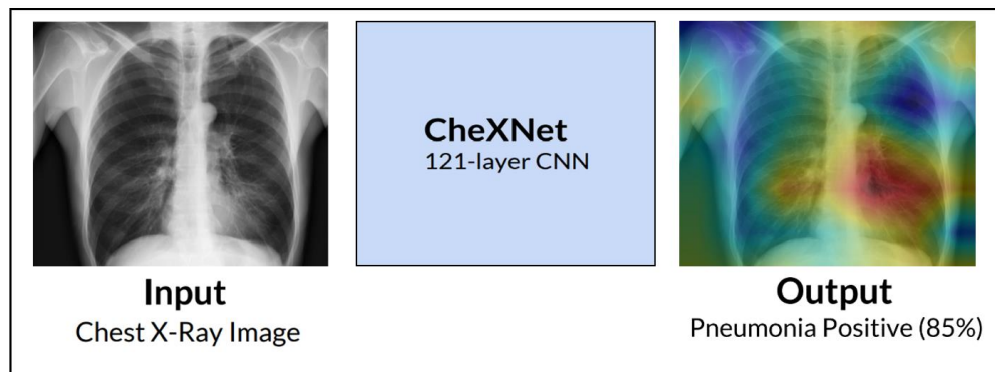 CheXNet
121-layer CNN
Input
Chest X-Ray Image
Output
Pneumonia Positive (85%)